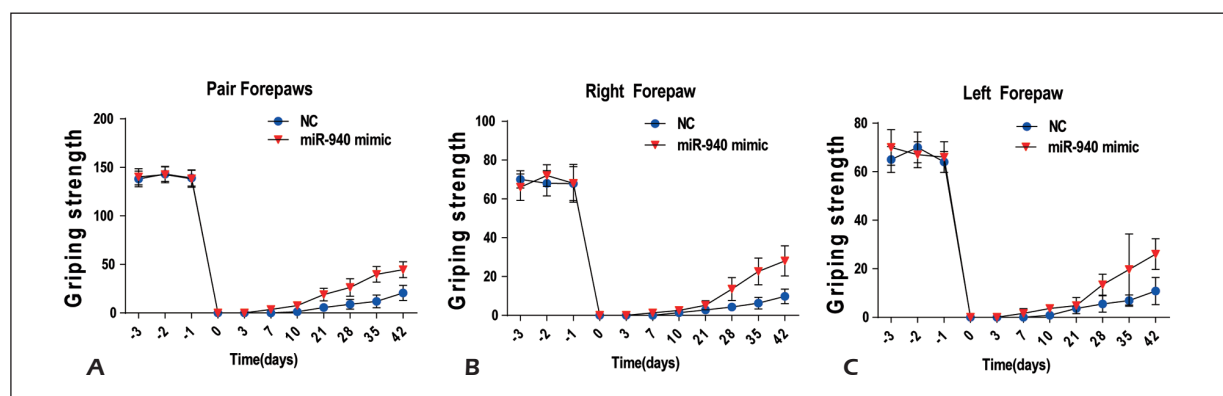 Pair Forepaws
NC
miR-940 mimic
Griping strength
200
150
100
50
0
-3 -2 -1 0 3 7 10 21 28 35 42
Time(days)
A
Right Forepaw
NC
miR-940 mimic
Griping strength
100
80
60
40
20
0
-3 -2 -1 0 3 7 10 21 28 35 42
Time(days)
B
Left Forepaw
NC
miR-940 mimic
Griping strength
80
60
40
20
0
-3 -2 -1 0 3 7 10 21 28 35 42
Time(days)
C